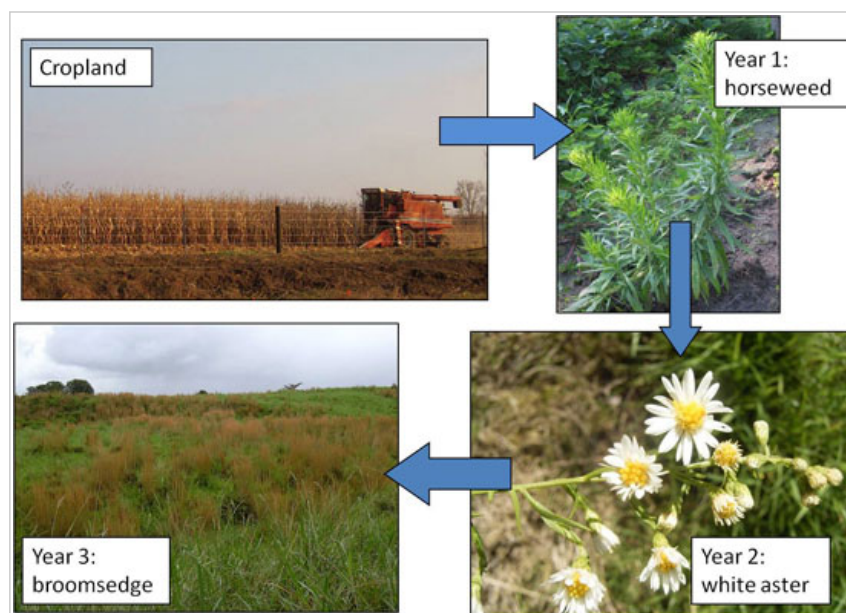 Cropland
Year 1:
horseweed
Year 2:
white aster
Year 3:
broomsedge